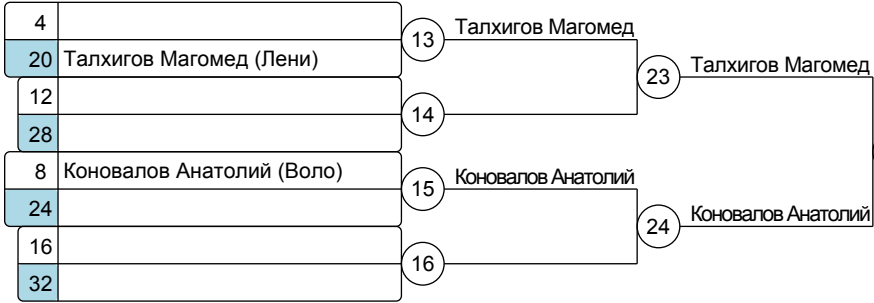 4
Талхигов Магомед
13
20 Талхигов Магомед (Лени)
Талхигов Магомед
23
12
14
28
8 Коновалов Анатолий (Воло)
Коновалов Анатолий
15
24
Коновалов Анатолий
24
16
16
32